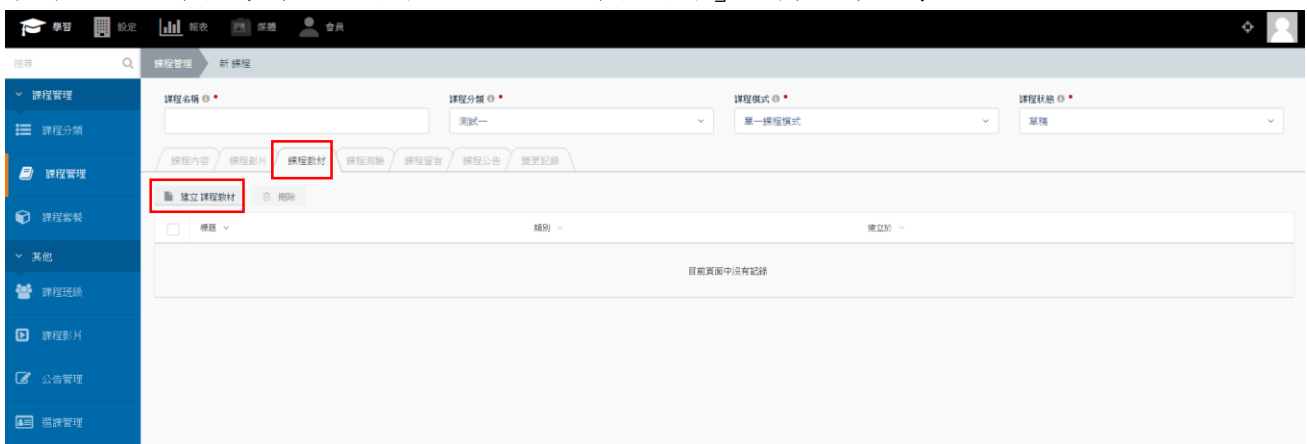 學習 設定 報表 媒體 會員
搜尋 課程管理 新 課程
課程管理
課程分類
課程管理
課程套餐
其他
課程班級
課程影片
公告管理
選課管理
課程名稱 * 課程分類 * 課程模式 * 課程狀態 *
測試一 單一課程模式 草稿
課程內容 課程影片 課程教材 課程測驗 課程留言 課程公告 變更記錄
建立 課程教材 刪除
標題 類別 建立於
目前頁面中沒有記錄